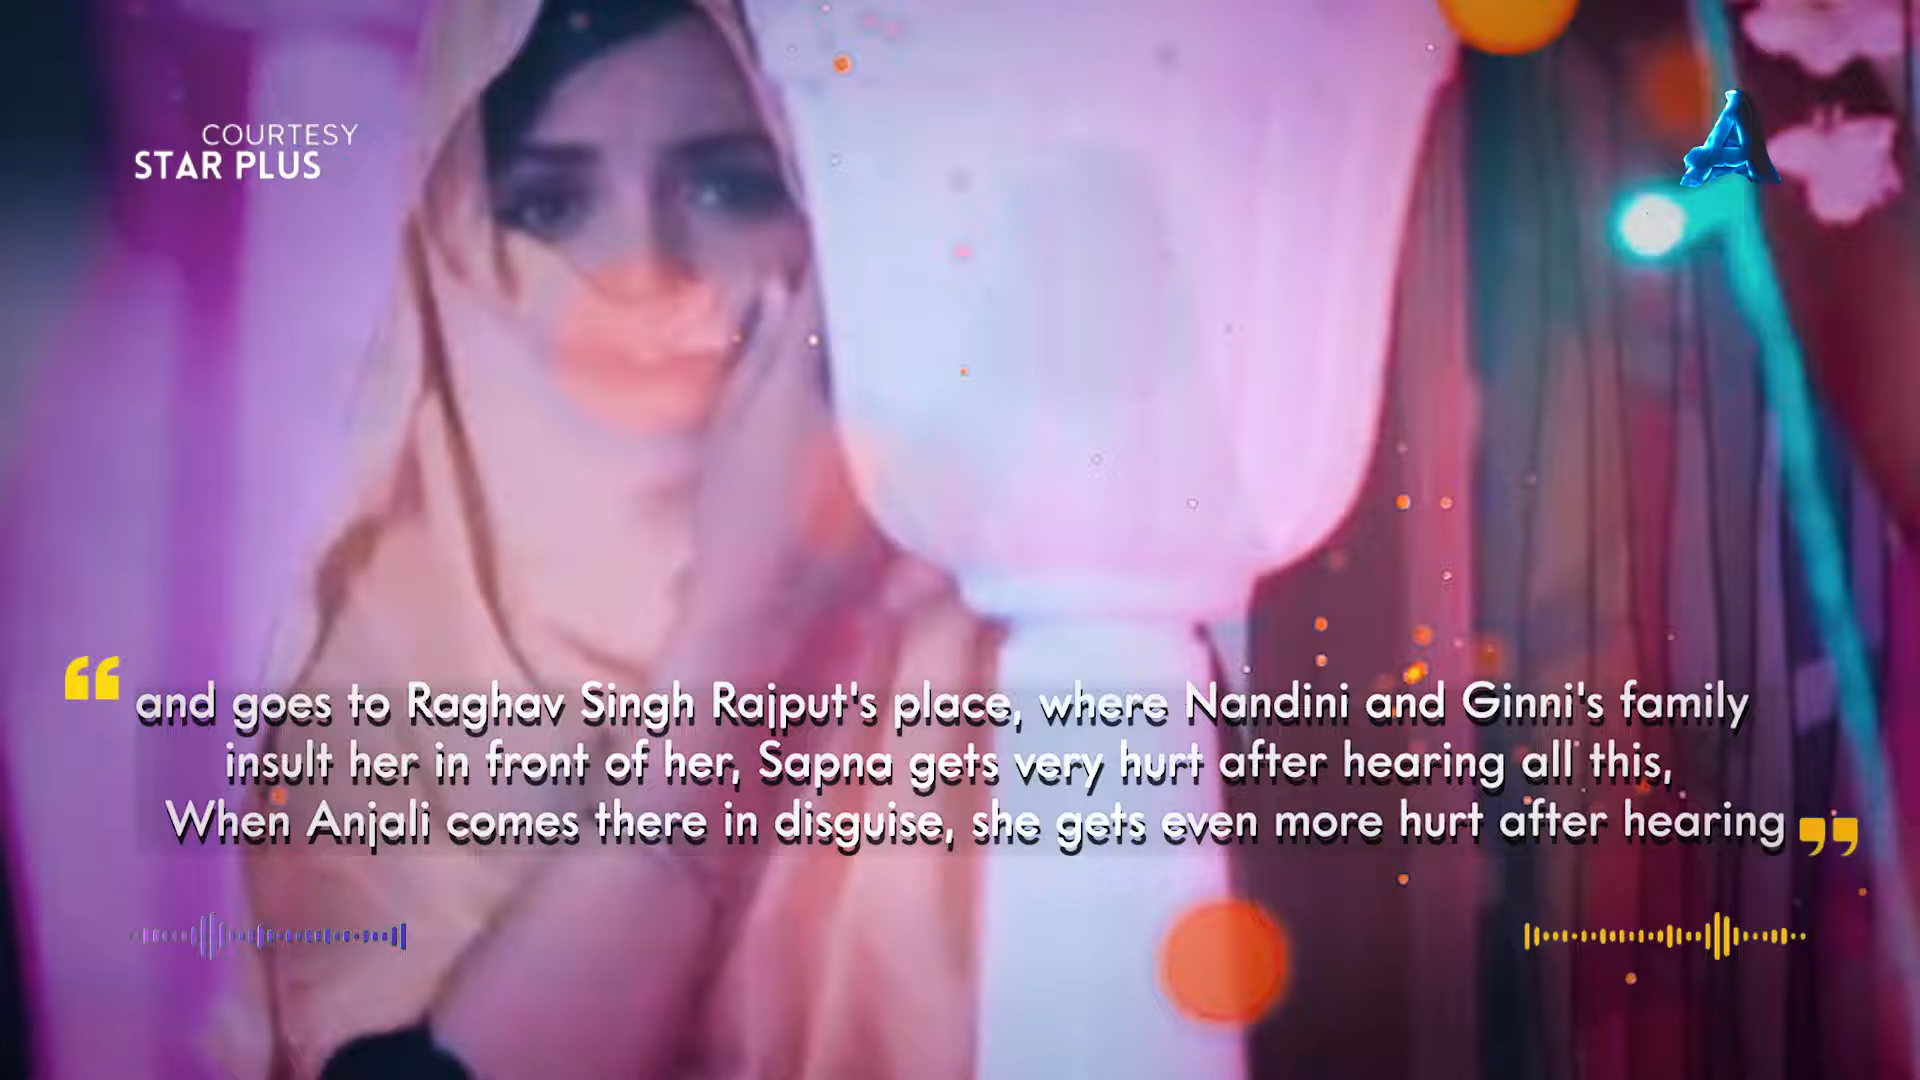 COURTESY
STAR PLUS
A
“ and goes to Raghav Singh Rajput's place, where Nandini and Ginni's family
insult her in front of her, Sapna gets very hurt after hearing all this,
When Anjali comes there in disguise, she gets even more hurt after hearing ”